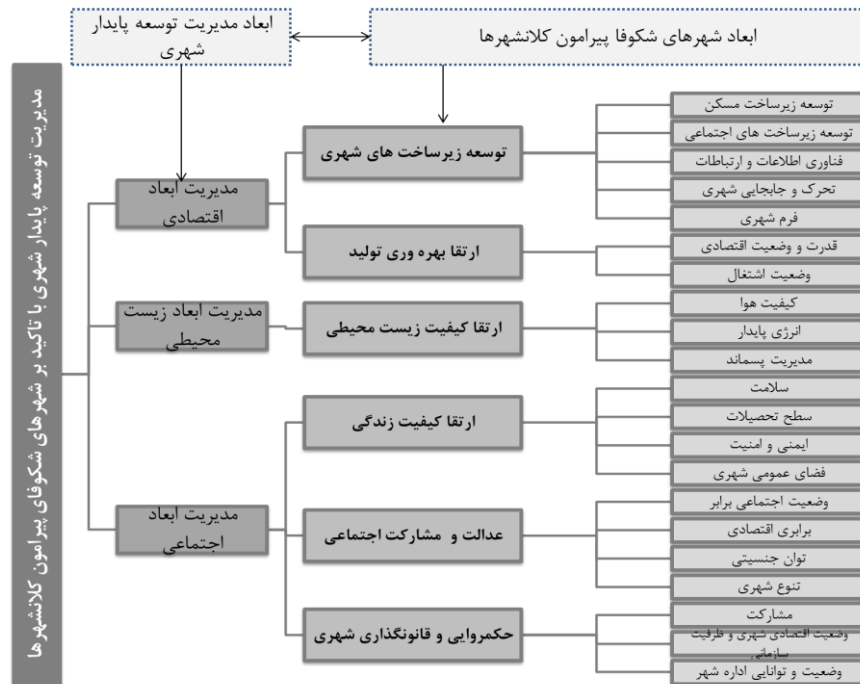 ابعاد مدیریت توسعه پایدار
شهری
ابعاد شهرهای شکوفا پیرامون کلانشهرها
مدیریت توسعه پایدار شهری با تاکید بر شهرهای شکوفای پیرامون کلانشهرها
مدیریت ابعاد
اقتصادی
توسعه زیرساخت های شهری
توسعه زیرساخت مسکن
توسعه زیرساخت های اجتماعی
فناوری اطلاعات و ارتباطات
تحرک و جابجایی شهری
فرم شهری
ارتقا بهره وری تولید
قدرت و وضعیت اقتصادی
وضعیت اشتغال
مدیریت ابعاد زیست
محیطی
ارتقا کیفیت زیست محیطی
کیفیت هوا
انرژی پایدار
مدیریت پسماند
مدیریت ابعاد
اجتماعی
ارتقا کیفیت زندگی
سلامت
سطح تحصیلات
ایمنی و امنیت
فضای عمومی شهری
عدالت و مشارکت اجتماعی
وضعیت اجتماعی برابر
برابری اقتصادی
توان جنسیتی
تنوع شهری
حکمروایی و قانونگذاری شهری
مشارکت
وضعیت اقتصادی شهری و ظرفیت
سازمانی
وضعیت و توانایی اداره شهر